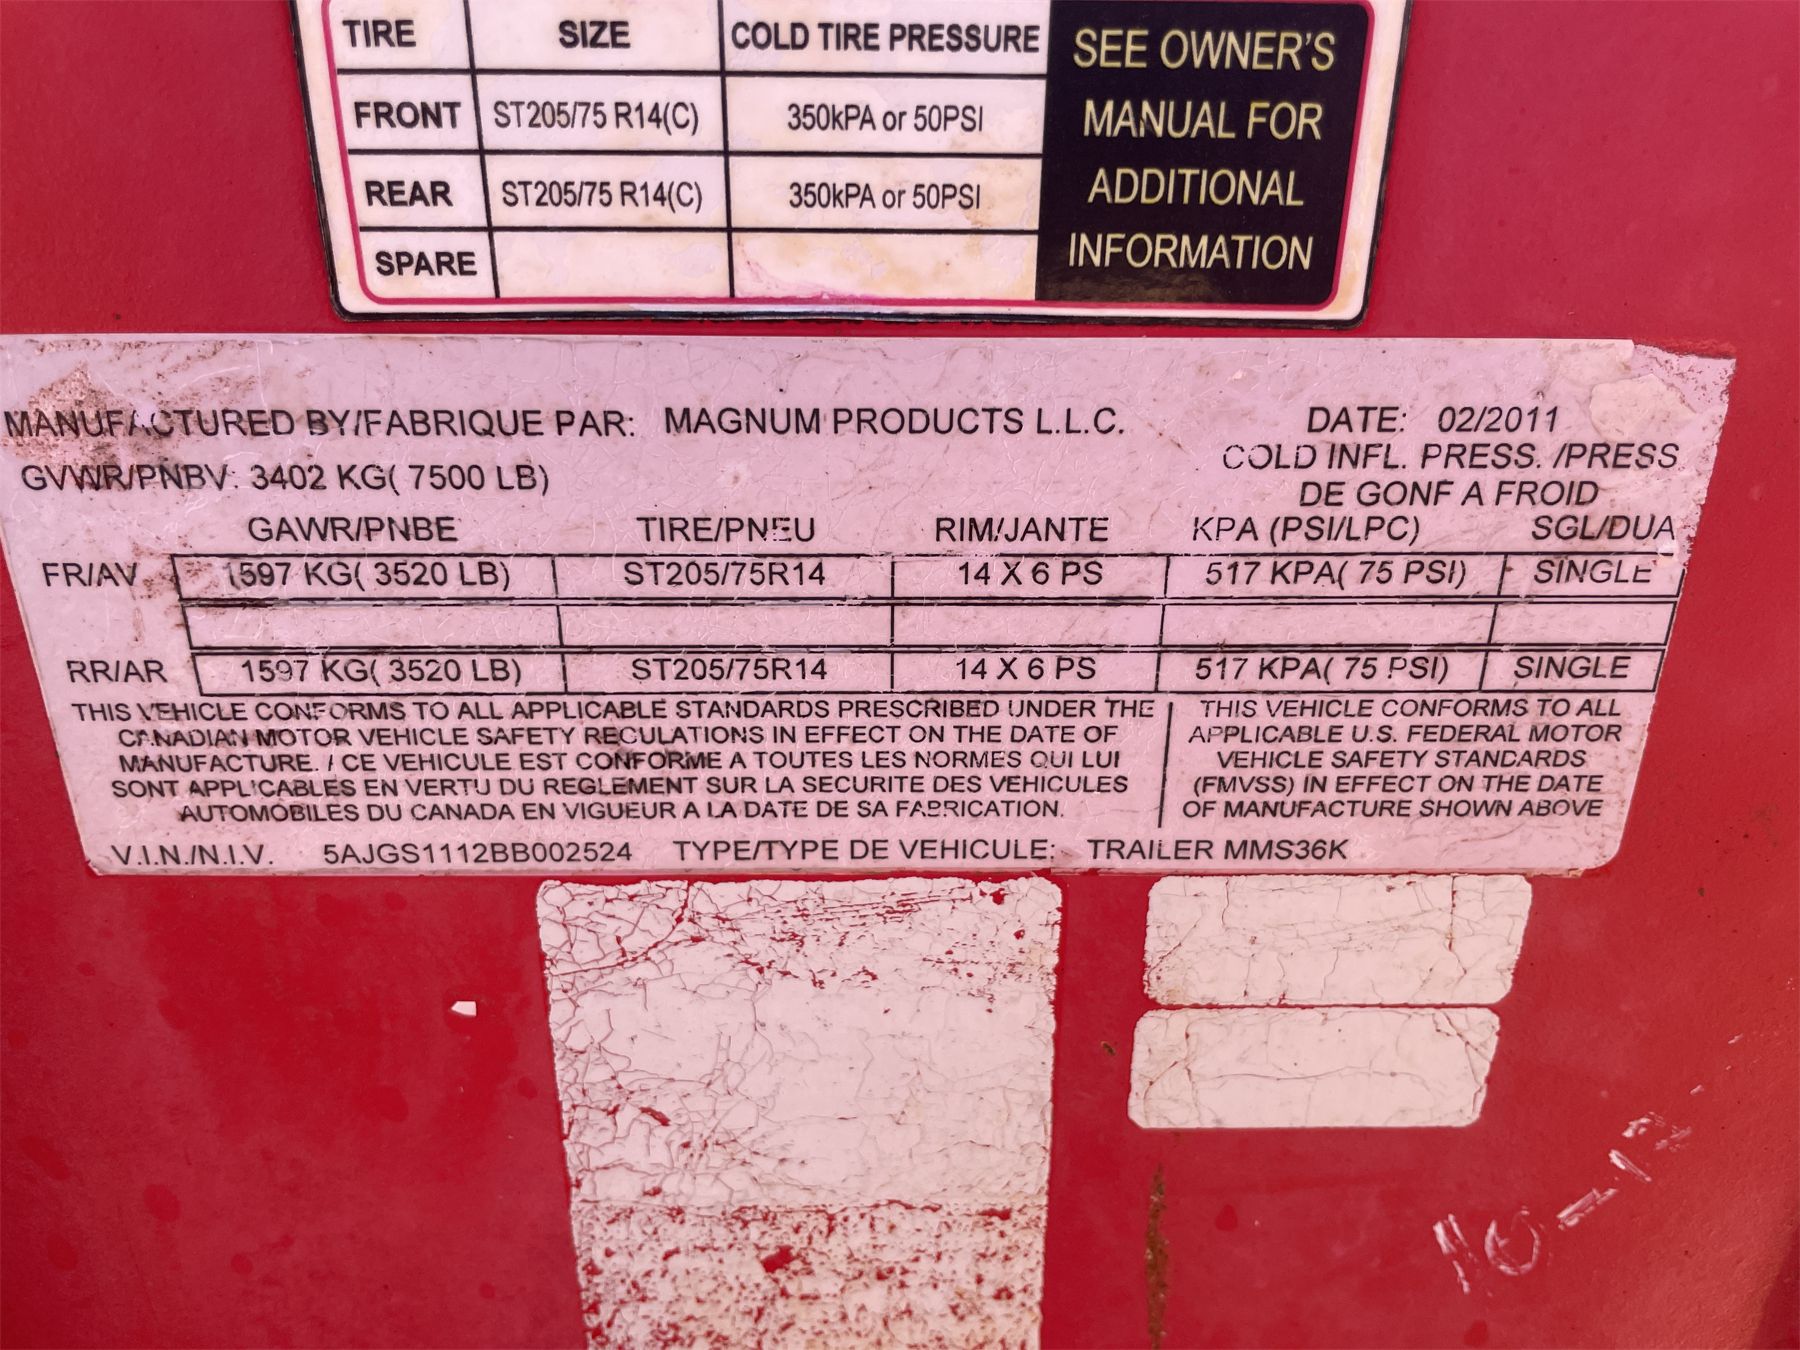 TIRE SIZE COLD TIRE PRESSURE SEE OWNER'S
FRONT ST205/75 R14(C) 350kPA or 50PSI MANUAL FOR
REAR ST205/75 R14(C) 350kPA or 50PSI ADDITIONAL
SPARE INFORMATION
MANUFACTURED BY/FABRIQUE PAR: MAGNUM PRODUCTS L.L.C. DATE: 02/2011
GVWR/PNBV: 3402 KG( 7500 LB) COLD INFL. PRESS. /PRESS
DE GONF A FROID
GAWR/PNBE TIRE/PNEU RIM/JANTE KPA (PSI/LPC) SGL/DUA
FR/AV 1597 KG( 3520 LB) ST205/75R14 14 X 6 PS 517 KPA( 75 PSI) SINGLE
RR/AR 1597 KG( 3520 LB) ST205/75R14 14 X 6 PS 517 KPA( 75 PSI) SINGLE
THIS VEHICLE CONFORMS TO ALL APPLICABLE STANDARDS PRESCRIBED UNDER THE
CANADIAN MOTOR VEHICLE SAFETY REGULATIONS IN EFFECT ON THE DATE OF
MANUFACTURE. / CE VEHICULE EST CONFORME A TOUTES LES NORMES QUI LUI
SONT APPLICABLES EN VERTU DU REGLEMENT SUR LA SECURITE DES VEHICULES
AUTOMOBILES DU CANADA EN VIGUEUR A LA DATE DE SA FABRICATION.
THIS VEHICLE CONFORMS TO ALL
APPLICABLE U.S. FEDERAL MOTOR
VEHICLE SAFETY STANDARDS
(FMVSS) IN EFFECT ON THE DATE
OF MANUFACTURE SHOWN ABOVE
V.I.N./N.I.V. 5AJGS1112BB002524 TYPE/TYPE DE VEHICULE: TRAILER MMS36K